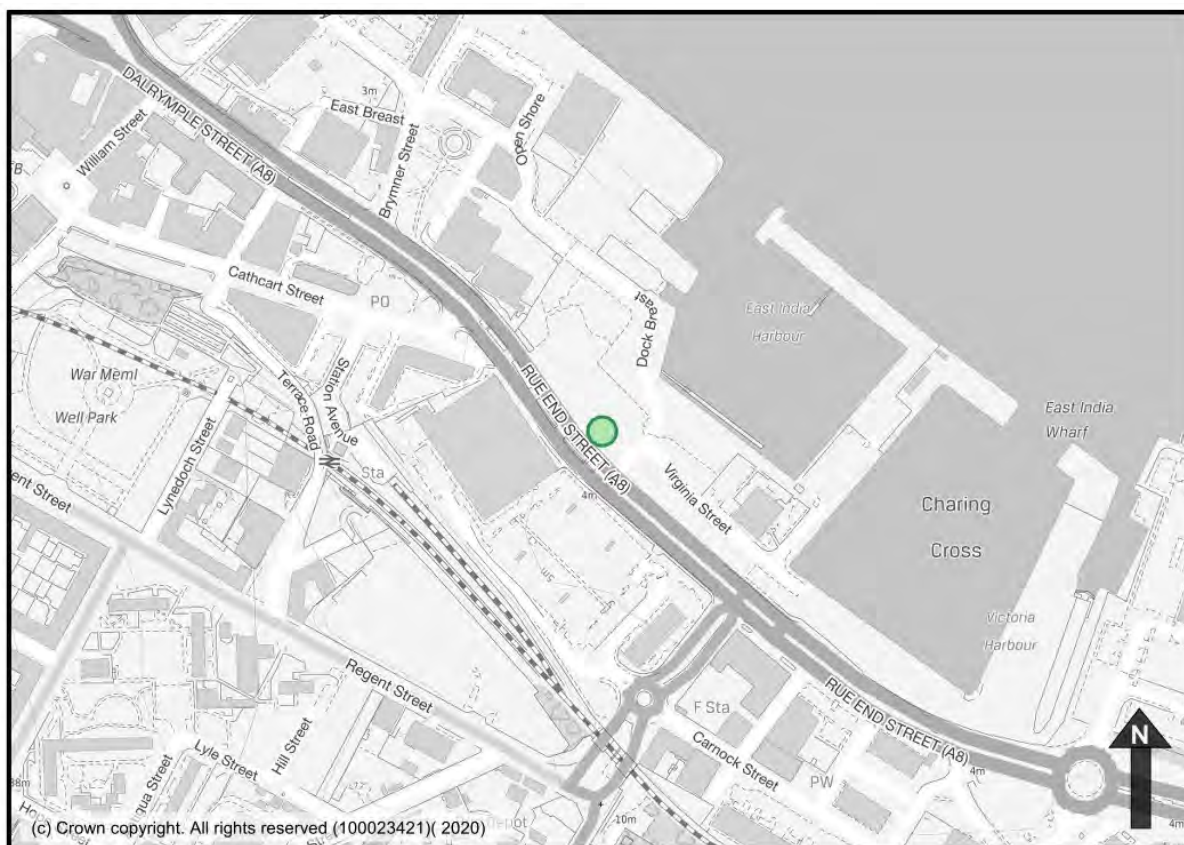 DALRYMPLE STREET (A8)
3m
East Breast
Open Shore
William Street
Brymner Street
Cathcart Street
PO
Dock Breast
East
East India
Harbour
War Meml
Well Park
Terrace Road
Station Avenue
Lynedoch Street
Sta
RUE END STREET (A8)
4m
Virginia Street
East India
Wharf
Charing
Cross
Victoria
Harbour
Regent Street
F Sta
RUE END STREET (A8)
4m
Carnock Street
PW
Hill Street
Lyle Street
10m
N
4m
(c) Crown copyright. All rights reserved (100023421)( 2020)